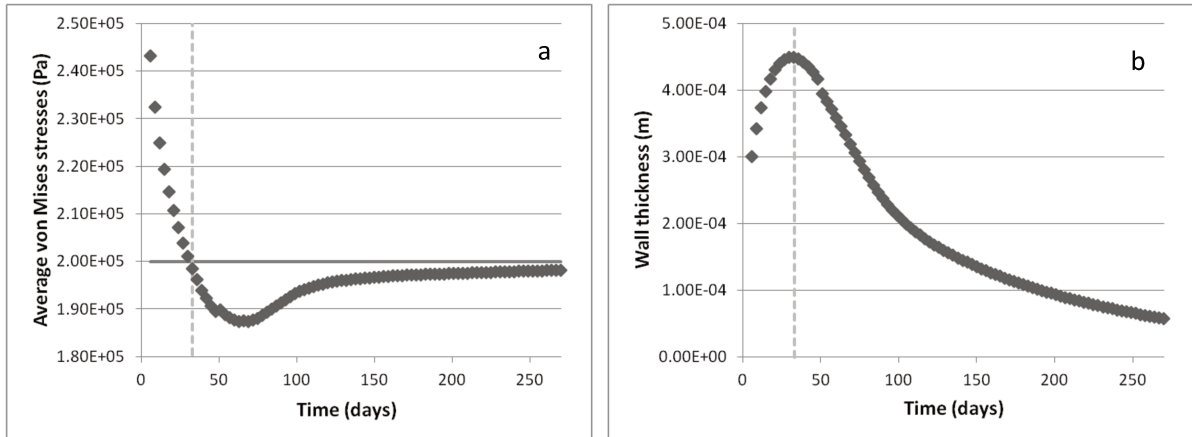 a
Average von Mises stresses (Pa)
2.50E+05
2.40E+05
2.30E+05
2.20E+05
2.10E+05
2.00E+05
1.90E+05
1.80E+05
0 50 100 150 200 250
Time (days)
b
Wall thickness (m)
5.00E-04
4.00E-04
3.00E-04
2.00E-04
1.00E-04
0.00E+00
0 50 100 150 200 250
Time (days)